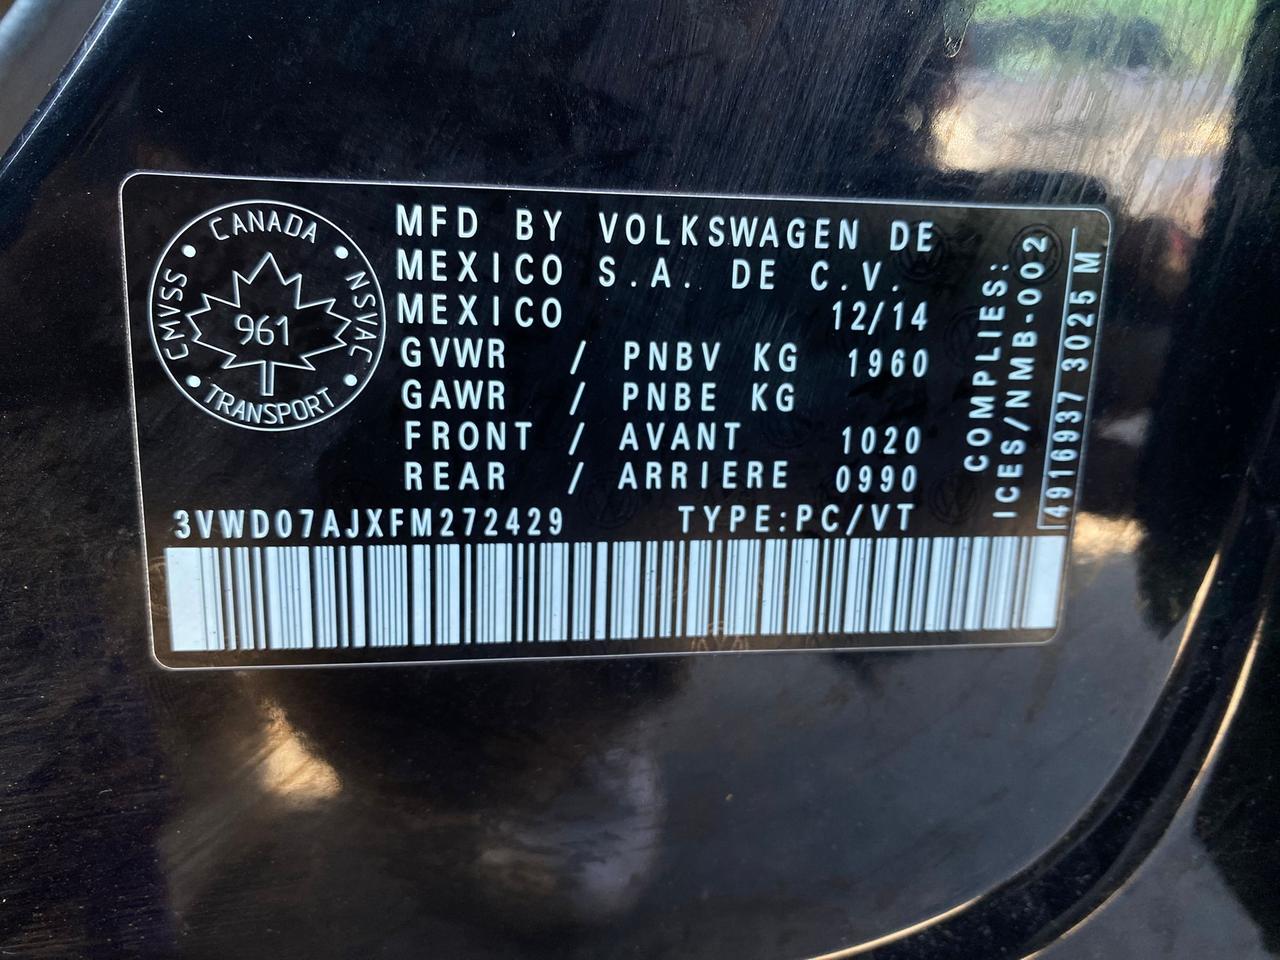 CANADA
CMVSS
NSVAC
961
TRANSPORT
MFD BY VOLKSWAGEN DE
MEXICO S.A. DE C.V.
MEXICO 12/14
GVWR / PNBV KG 1960
GAWR / PNBE KG
FRONT / AVANT 1020
REAR / ARRIERE 0990
3VWD07AJXFM272429 TYPE:PC/VT
COMPLIES:
ICES/NMB-002
4916937 3025 M